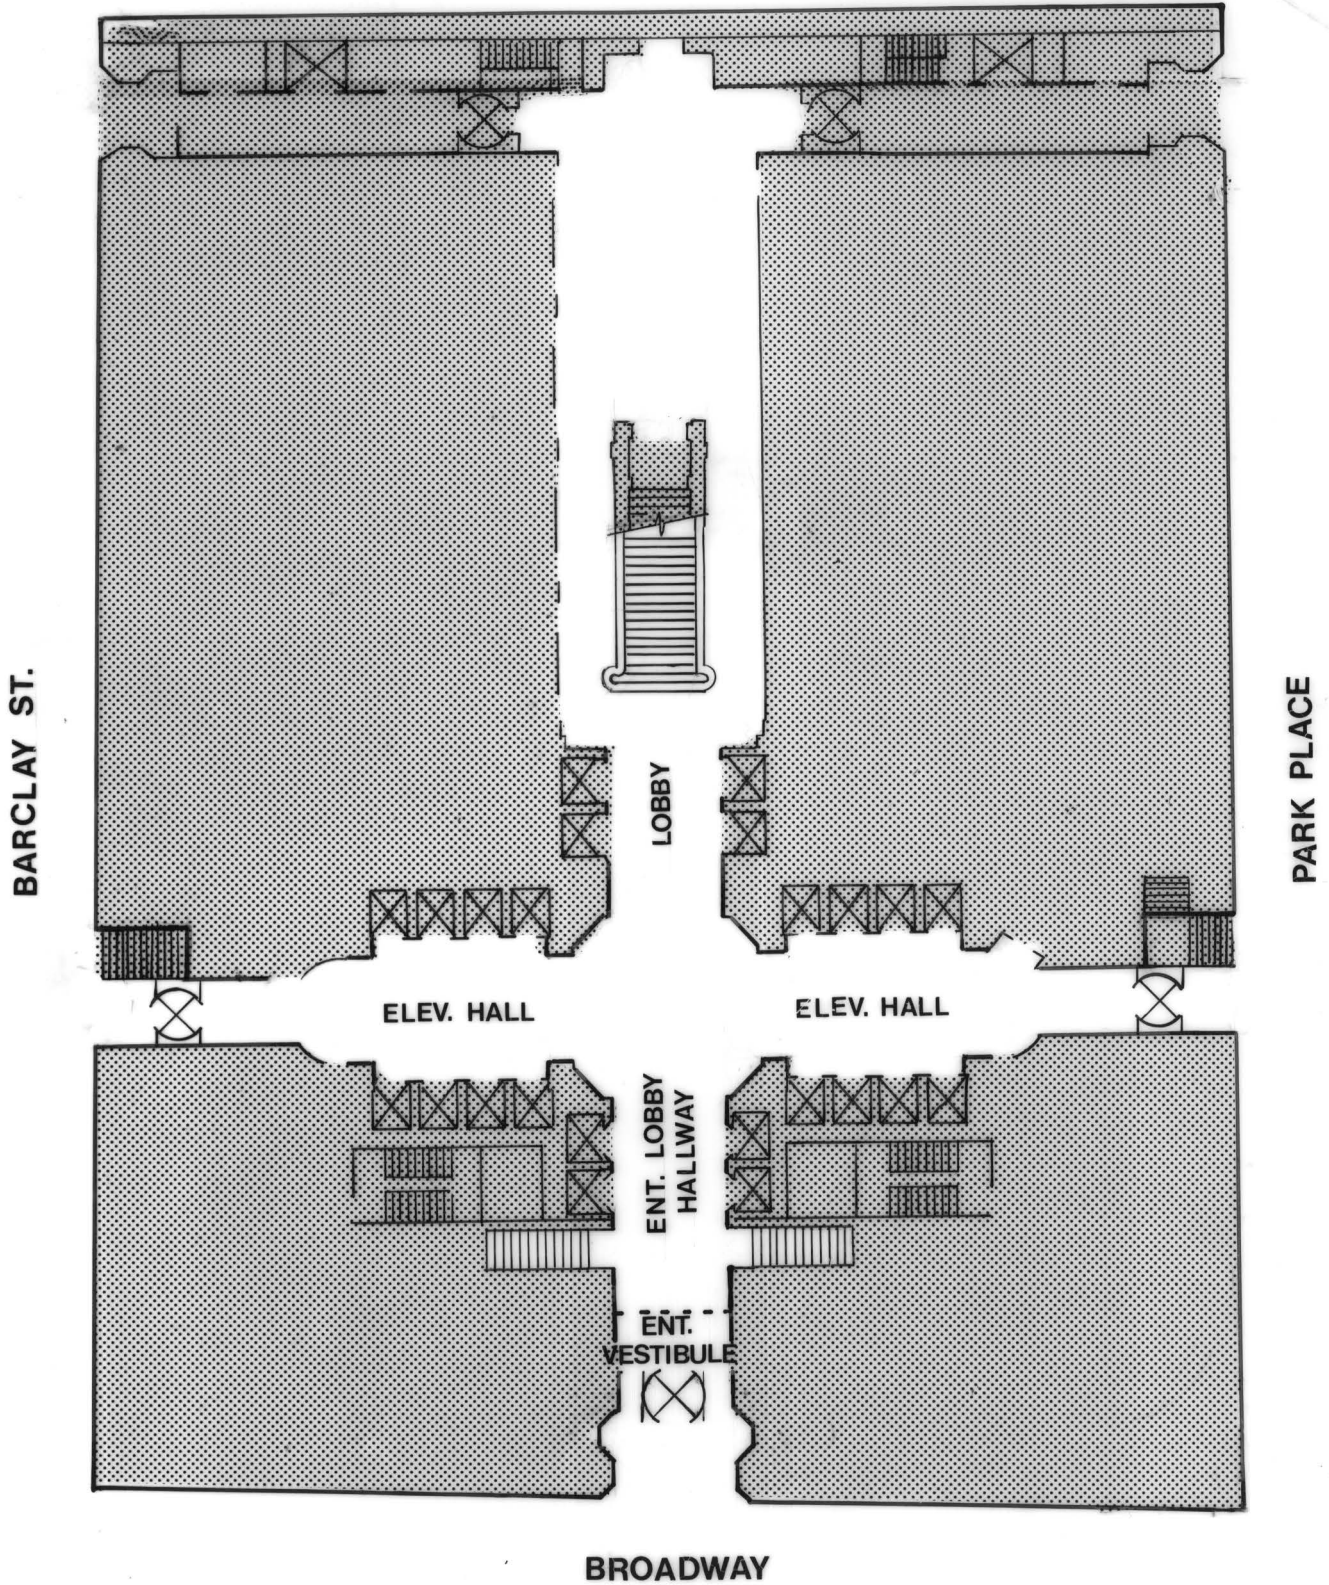 BARCLAY ST.
PARK PLACE
LOBBY
ELEV. HALL
ELEV. HALL
ENT. LOBBY
HALLWAY
ENT.
VESTIBULE
BROADWAY